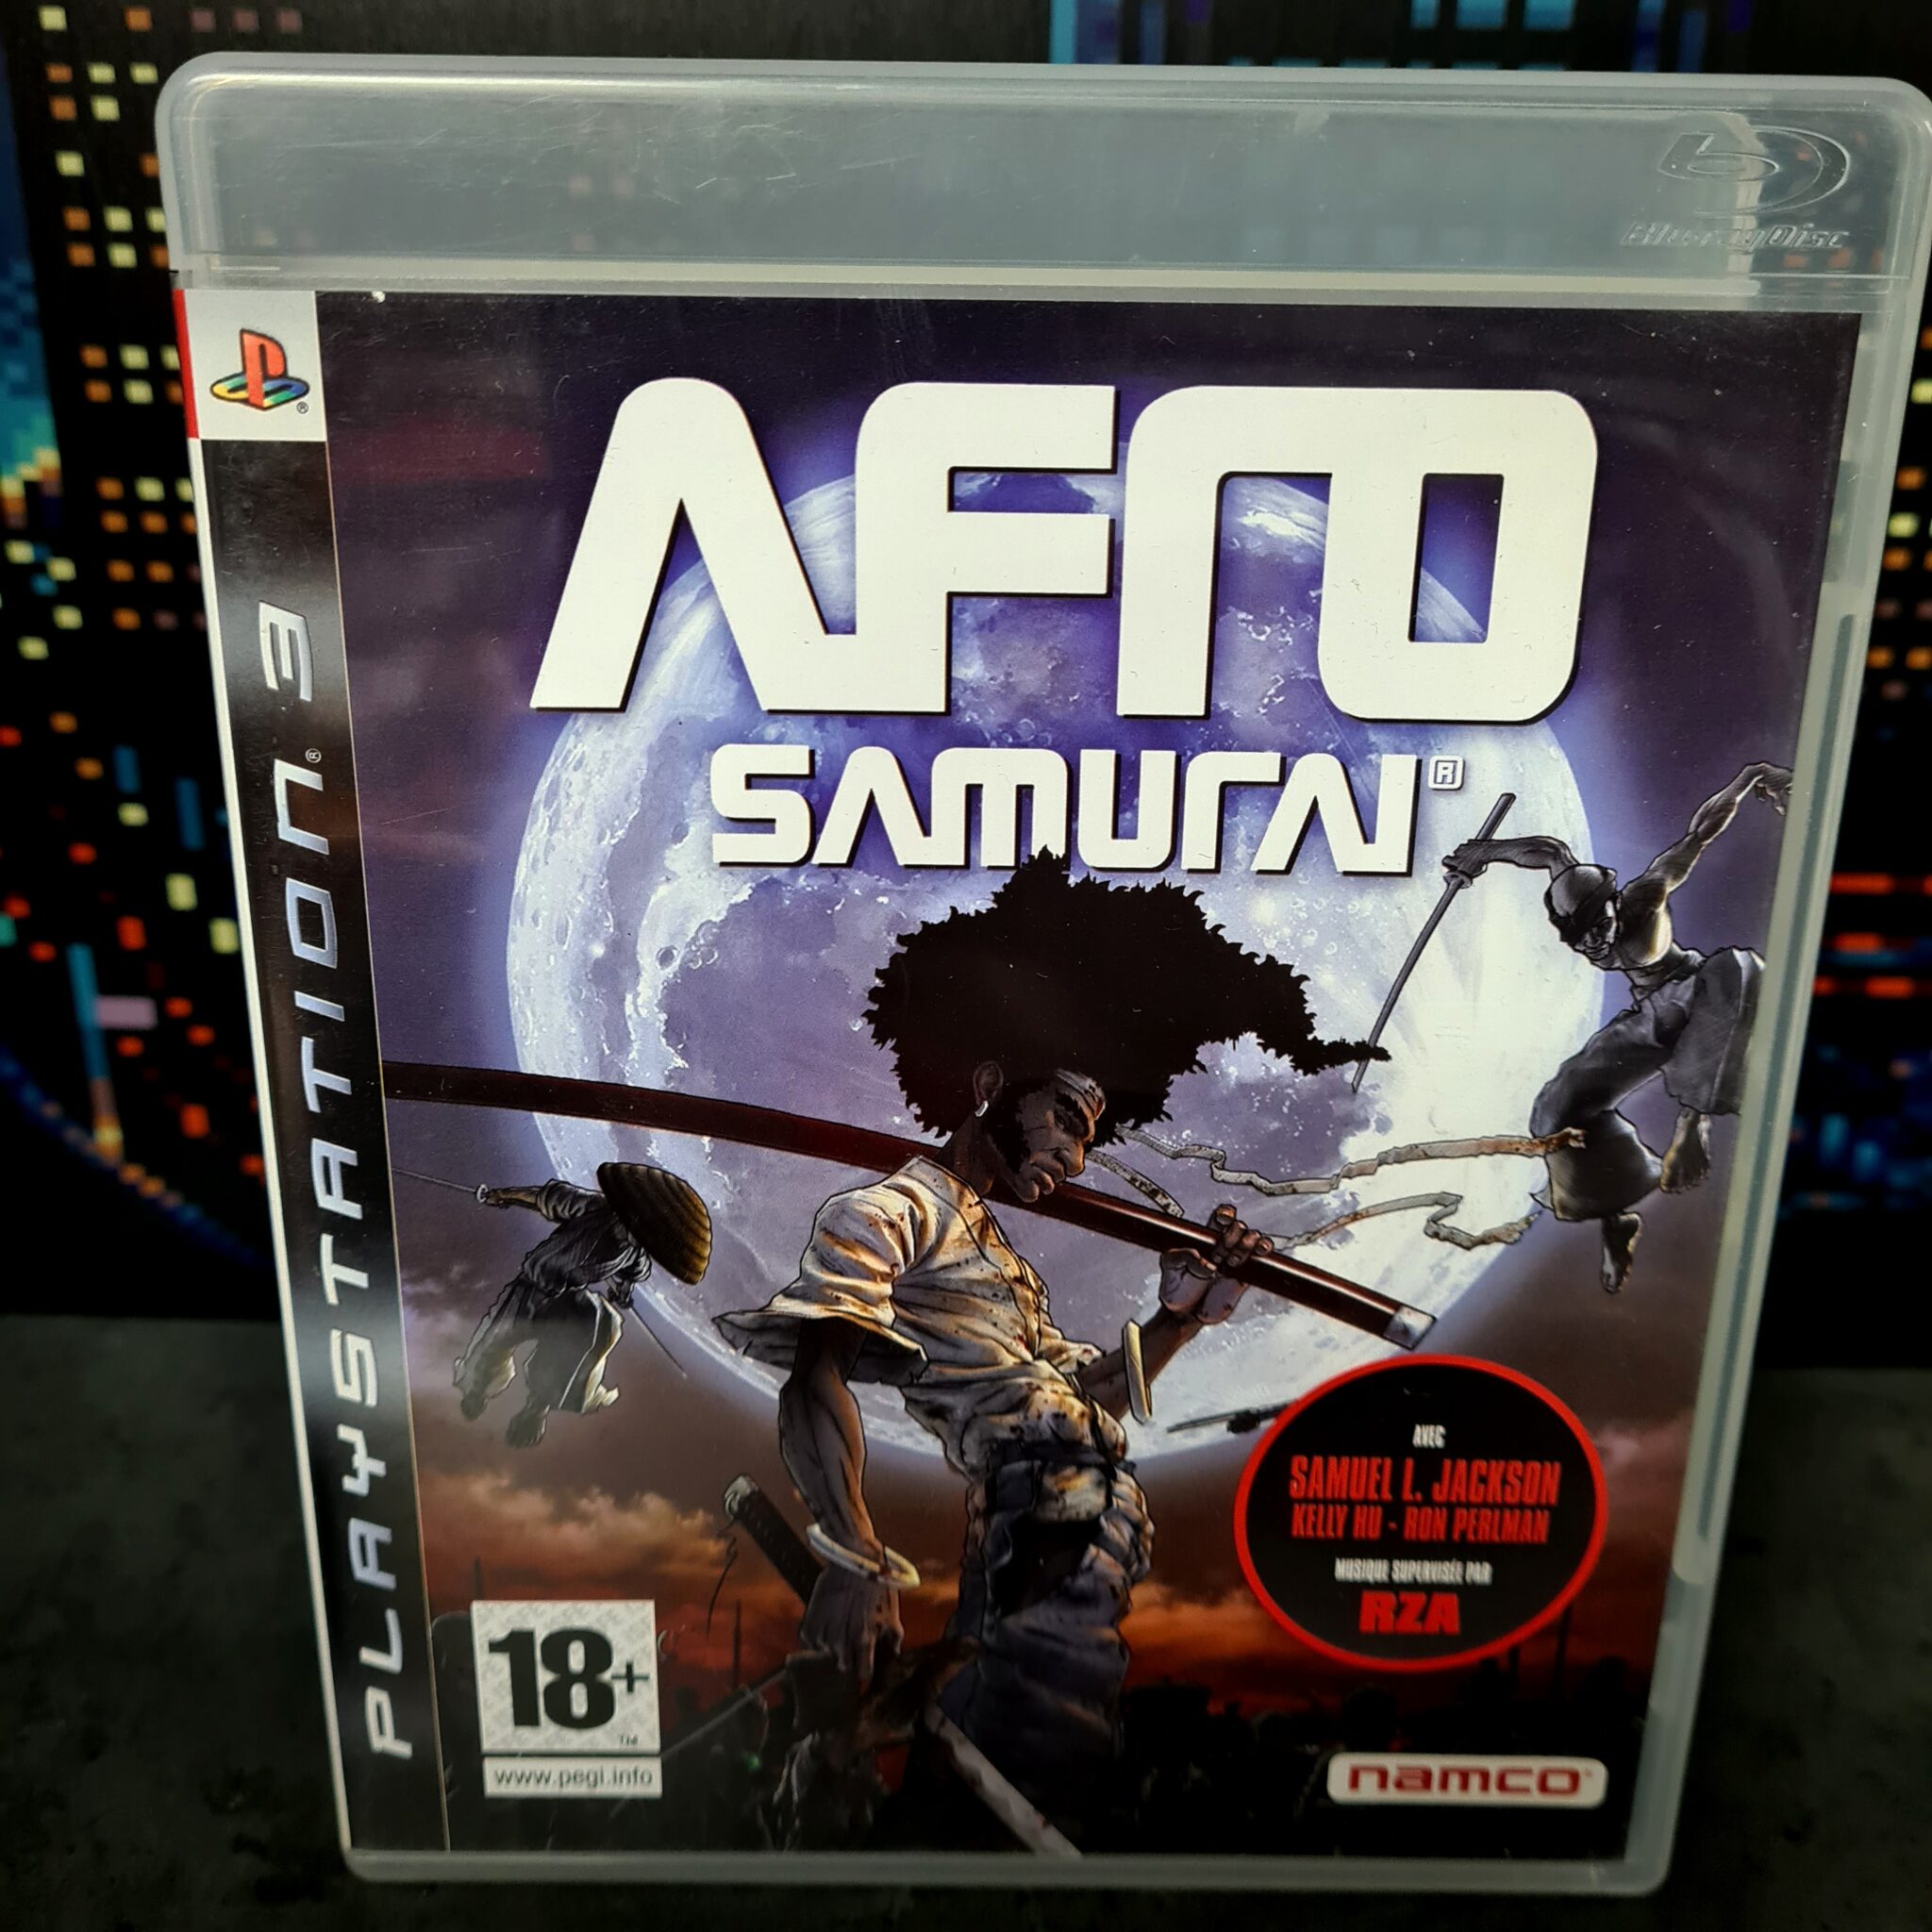 Blu-ray Disc
PLAYSTATION®3
AFRO
SAMURAI®
AVEC
SAMUEL L. JACKSON
KELLY HU - RON PERLMAN
MUSIQUE SUPERVISÉE PAR
RZA
18+™
www.pegi.info
namco®